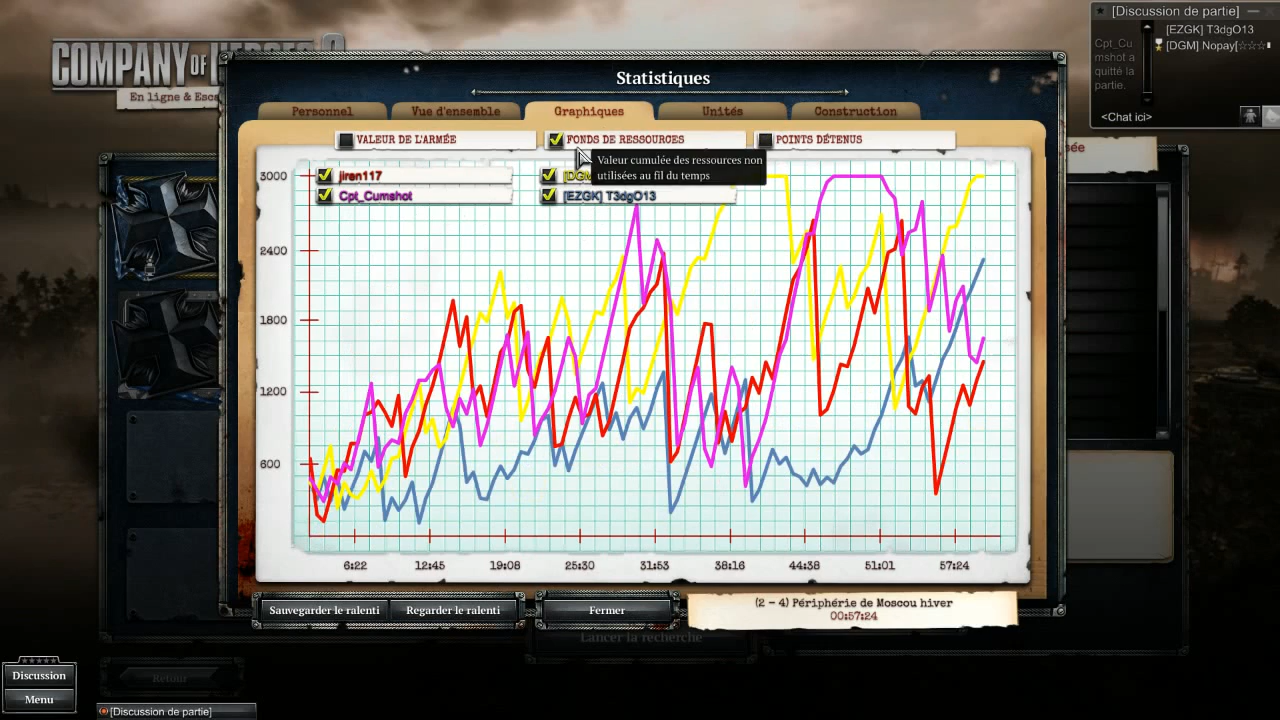 [Discussion de partie]
[EZGK] T3dgO13
[DGM] Nopay[☆☆☆
Cpt_Cu
mshot a
quitté la
partie.
<Chat ici>
COMPANY OF
En ligne & Esca
Statistiques
Personnel
Vue d'ensemble
Graphiques
Unités
Construction
VALEUR DE L'ARMÉE
FONDS DE RESSOURCES
POINTS DÉTENUS
Valeur cumulée des ressources non
utilisées au fil du temps
jiren117
[DGM
Cpt_Cumshot
[EZGK] T3dgO13
3000
2400
1800
1200
600
6:22
12:45
19:08
25:30
31:53
38:16
44:38
51:01
57:24
Sauvegarder le ralenti
Regarder le ralenti
Fermer
(2 - 4) Périphérie de Moscou hiver
00:57:24
Lancer la recherche
Retour
Discussion
Menu
[Discussion de partie]